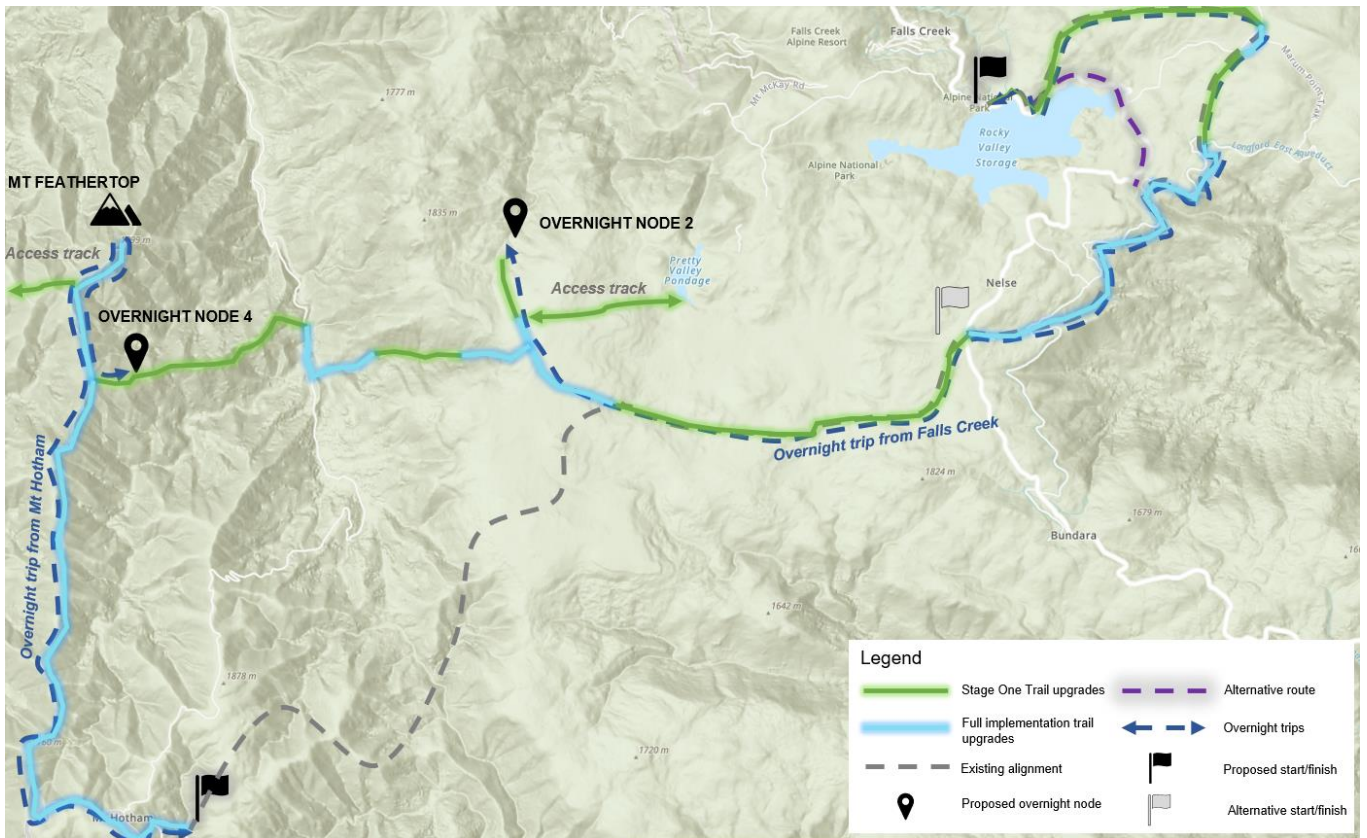 Falls Creek
Alpine Resort
Falls Creek
Marum Point Trak
1777 m
Mt McKay Rd
Alpine National
Park
Rocky
Valley
Storage
Langford East Aqueduct
Alpine National
Park
MT FEATHERTOP
1835 m
OVERNIGHT NODE 2
Access track
Pretty
Valley
Pondage
Access track
Nelse
OVERNIGHT NODE 4
Overnight trip from Falls Creek
Overnight trip from Mt Hotham
1824 m
1679 m
Bundara
1642 m
1878 m
1720 m
Mt Hotham
Legend
Stage One Trail upgrades
Alternative route
Full implementation trail
upgrades
Overnight trips
Existing alignment
Proposed start/finish
Proposed overnight node
Alternative start/finish